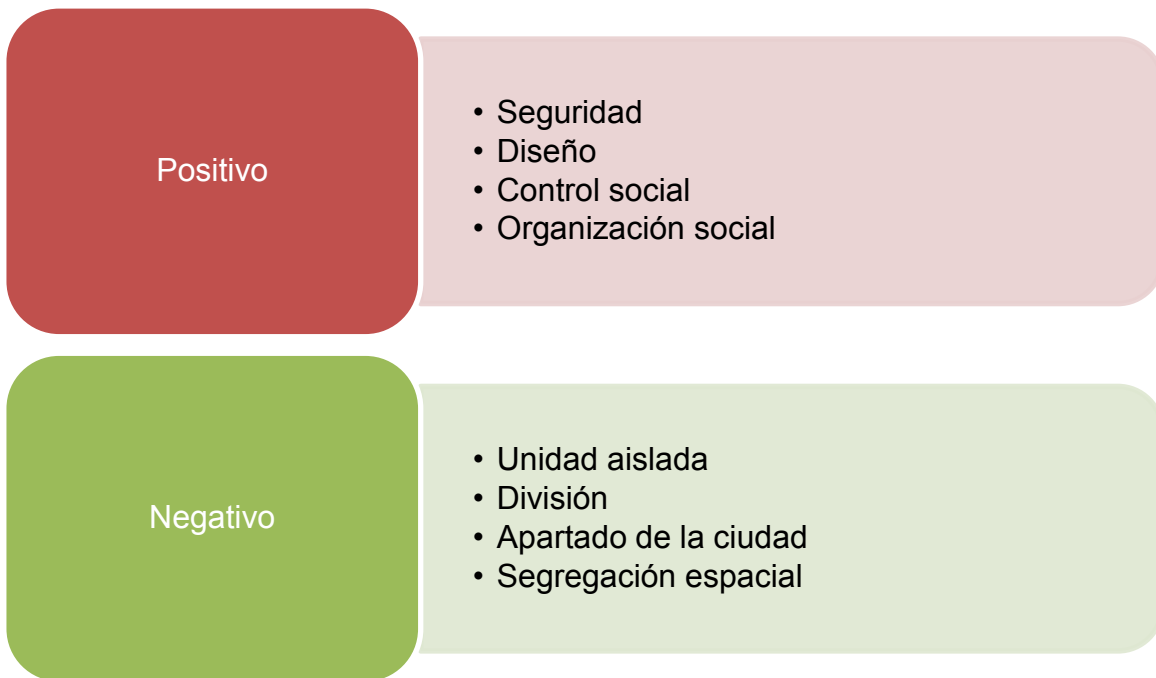 Positivo
• Seguridad
• Diseño
• Control social
• Organización social
Negativo
• Unidad aislada
• División
• Apartado de la ciudad
• Segregación espacial